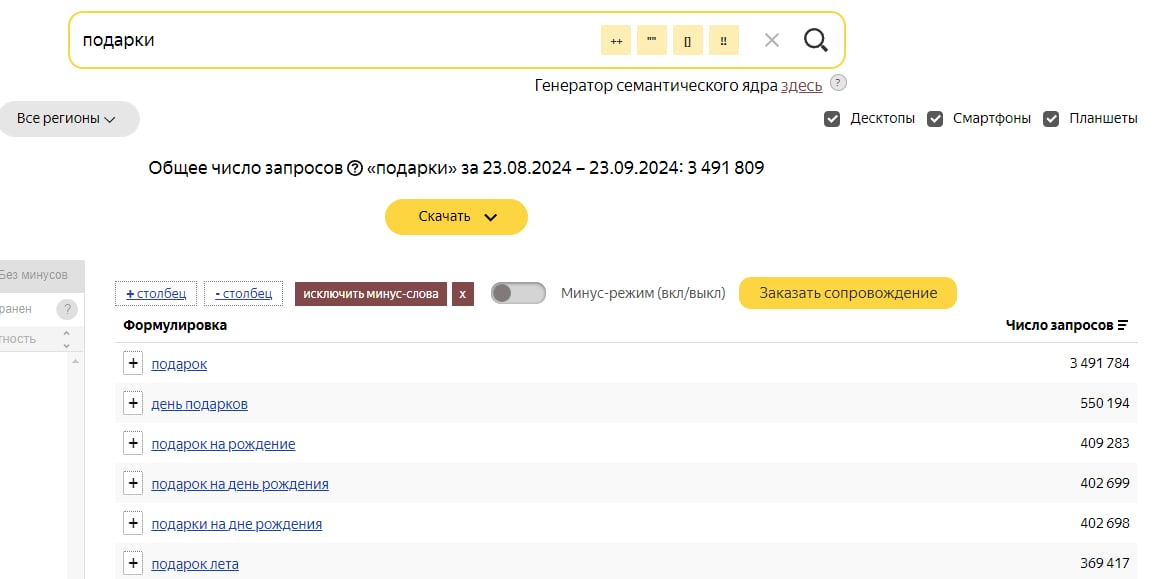 подарки ++ "" [] !!
Генератор семантического ядра здесь ?
Все регионы
Десктопы Смартфоны Планшеты
Общее число запросов ? «подарки» за 23.08.2024 – 23.09.2024: 3 491 809
Скачать
Без минусов
+ столбец - столбец исключить минус-слова x Минус-режим (вкл/выкл) Заказать сопровождение
ранен ?
Формулировка Число запросов
тность
+ подарок 3 491 784
+ день подарков 550 194
+ подарок на рождение 409 283
+ подарок на день рождения 402 699
+ подарки на дне рождения 402 698
+ подарок лета 369 417